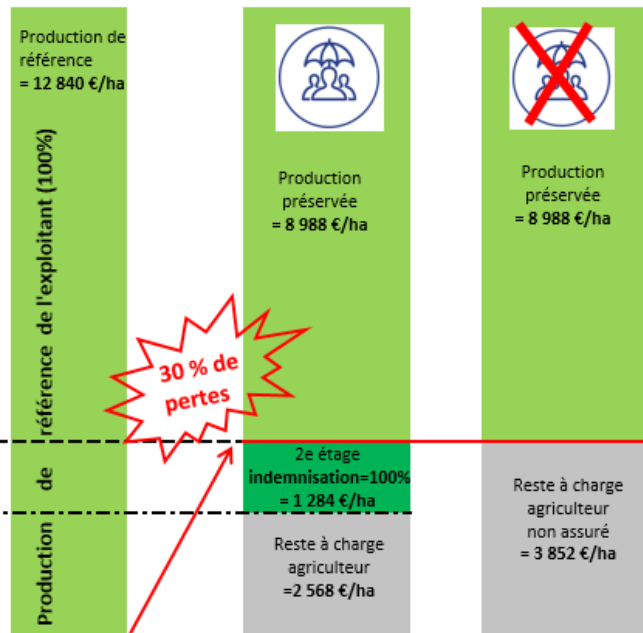 Production de
référence
= 12 840 €/ha
Production de référence de l'exploitant (100%)
30 % de
pertes
Production
préservée
= 8 988 €/ha
2e étage
indemnisation=100%
= 1 284 €/ha
Reste à charge
agriculteur
=2 568 €/ha
Production
préservée
= 8 988 €/ha
Reste à charge
agriculteur
non assuré
= 3 852 €/ha